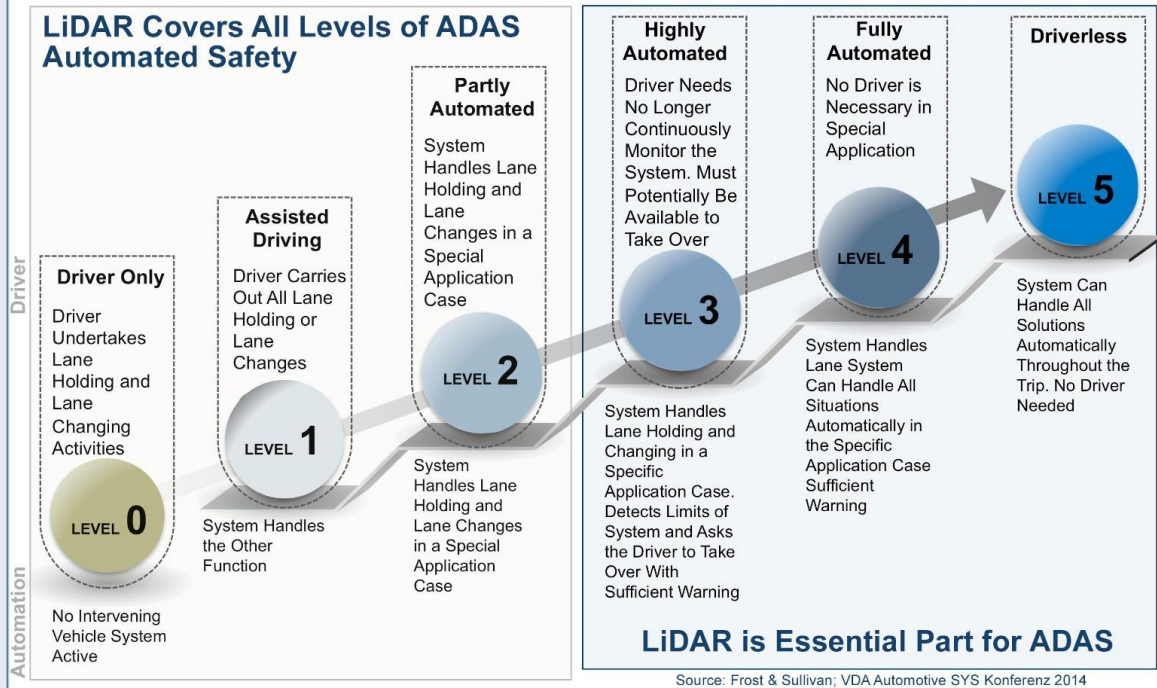 LiDAR Covers All Levels of ADAS
Automated Safety
Driver
Automation
Driver Only
Driver
Undertakes
Lane
Holding and
Lane
Changing
Activities
LEVEL 0
No Intervening
Vehicle System
Active
Assisted
Driving
Driver Carries
Out All Lane
Holding or
Lane
Changes
LEVEL 1
System Handles
the Other
Function
Partly
Automated
System
Handles Lane
Holding and
Lane
Changes in a
Special
Application
Case
LEVEL 2
System
Handles Lane
Holding and
Lane Changes
in a Special
Application
Case
Highly
Automated
Driver Needs
No Longer
Continuously
Monitor the
System. Must
Potentially Be
Available to
Take Over
LEVEL 3
System Handles
Lane Holding and
Changing in a
Specific
Application Case.
Detects Limits of
System and Asks
the Driver to Take
Over With
Sufficient Warning
Fully
Automated
No Driver is
Necessary in
Special
Application
LEVEL 4
System Handles
Lane System
Can Handle All
Situations
Automatically in
the Specific
Application Case
Sufficient
Warning
Driverless
LEVEL 5
System Can
Handle All
Solutions
Automatically
Throughout the
Trip. No Driver
Needed
LiDAR is Essential Part for ADAS
Source: Frost & Sullivan; VDA Automotive SYS Konferenz 2014